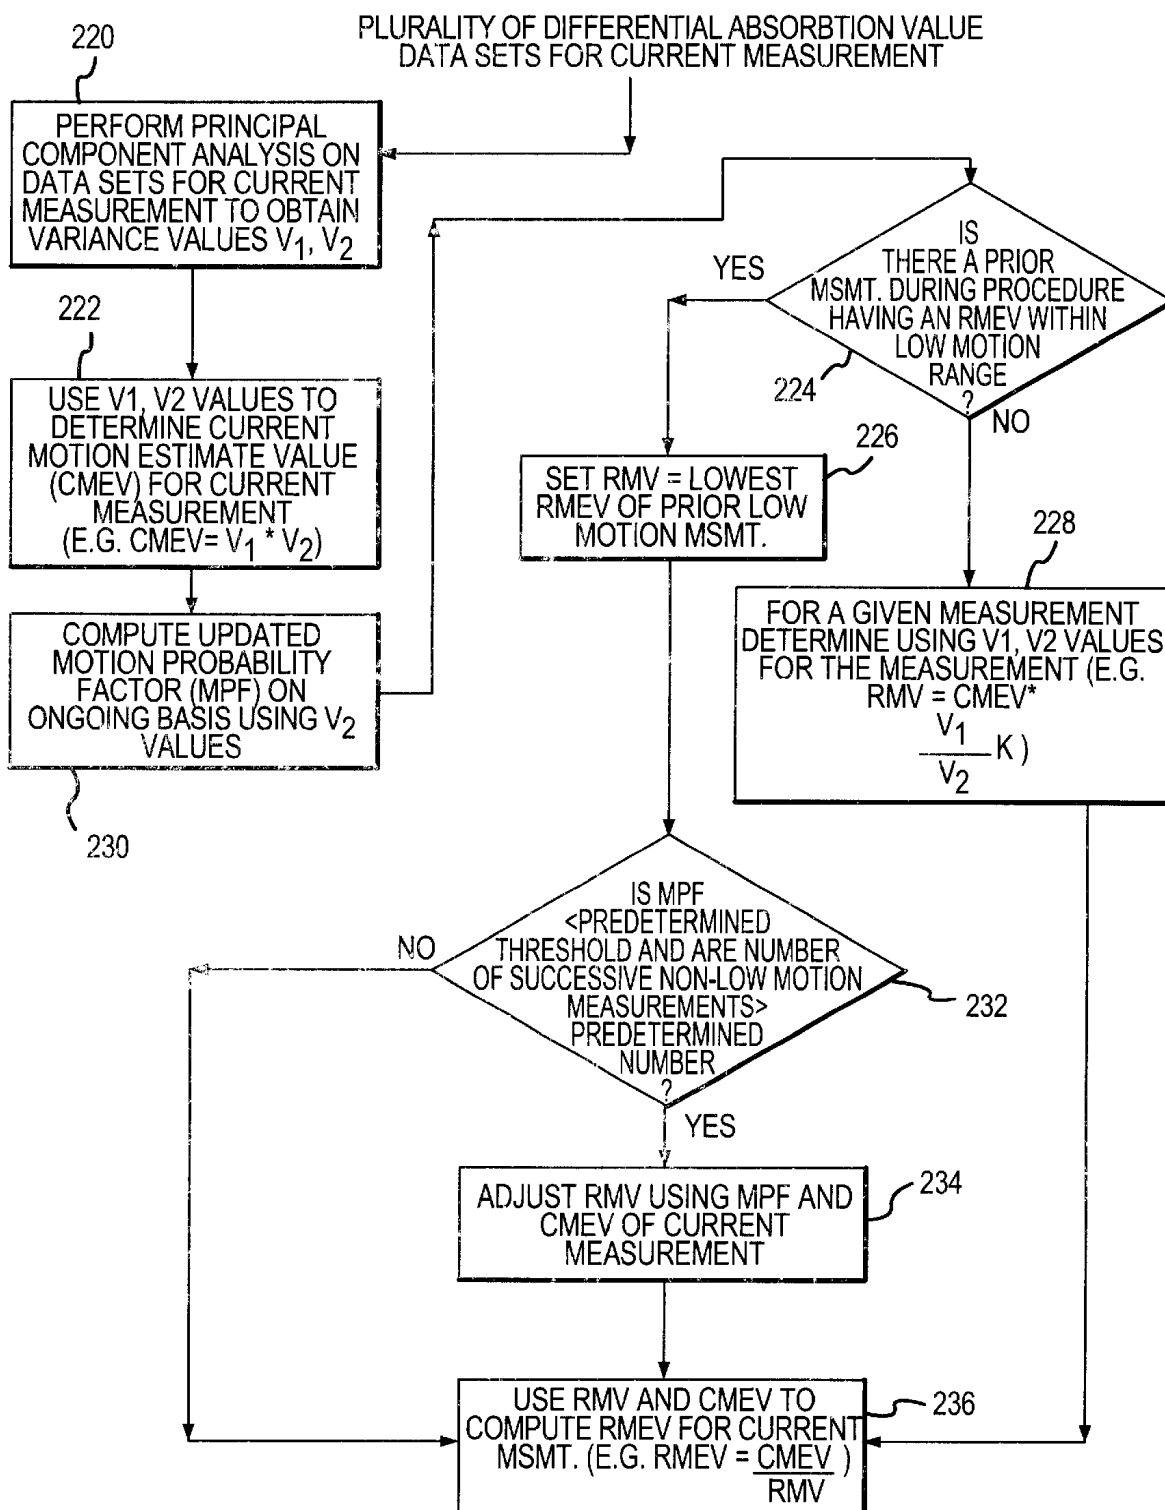 PLURALITY OF DIFFERENTIAL ABSORBTION VALUE
DATA SETS FOR CURRENT MEASUREMENT
220
PERFORM PRINCIPAL
COMPONENT ANALYSIS ON
DATA SETS FOR CURRENT
MEASUREMENT TO OBTAIN
VARIANCE VALUES V1, V2
222
USE V1, V2 VALUES TO
DETERMINE CURRENT
MOTION ESTIMATE VALUE
(CMEV) FOR CURRENT
MEASUREMENT
(E.G. CMEV= V1 * V2)
COMPUTE UPDATED
MOTION PROBABILITY
FACTOR (MPF) ON
ONGOING BASIS USING V2
VALUES
230
IS
THERE A PRIOR
MSMT. DURING PROCEDURE
HAVING AN RMEV WITHIN
LOW MOTION
RANGE
?
224
YES
NO
226
SET RMV = LOWEST
RMEV OF PRIOR LOW
MOTION MSMT.
228
FOR A GIVEN MEASUREMENT
DETERMINE USING V1, V2 VALUES
FOR THE MEASUREMENT (E.G.
RMV = CMEV*
V1
K )
V2
IS MPF
<PREDETERMINED
THRESHOLD AND ARE NUMBER
OF SUCCESSIVE NON-LOW MOTION
MEASUREMENTS>
PREDETERMINED
NUMBER
?
232
NO
YES
234
ADJUST RMV USING MPF AND
CMEV OF CURRENT
MEASUREMENT
236
USE RMV AND CMEV TO
COMPUTE RMEV FOR CURRENT
MSMT. (E.G. RMEV = CMEV )
RMV